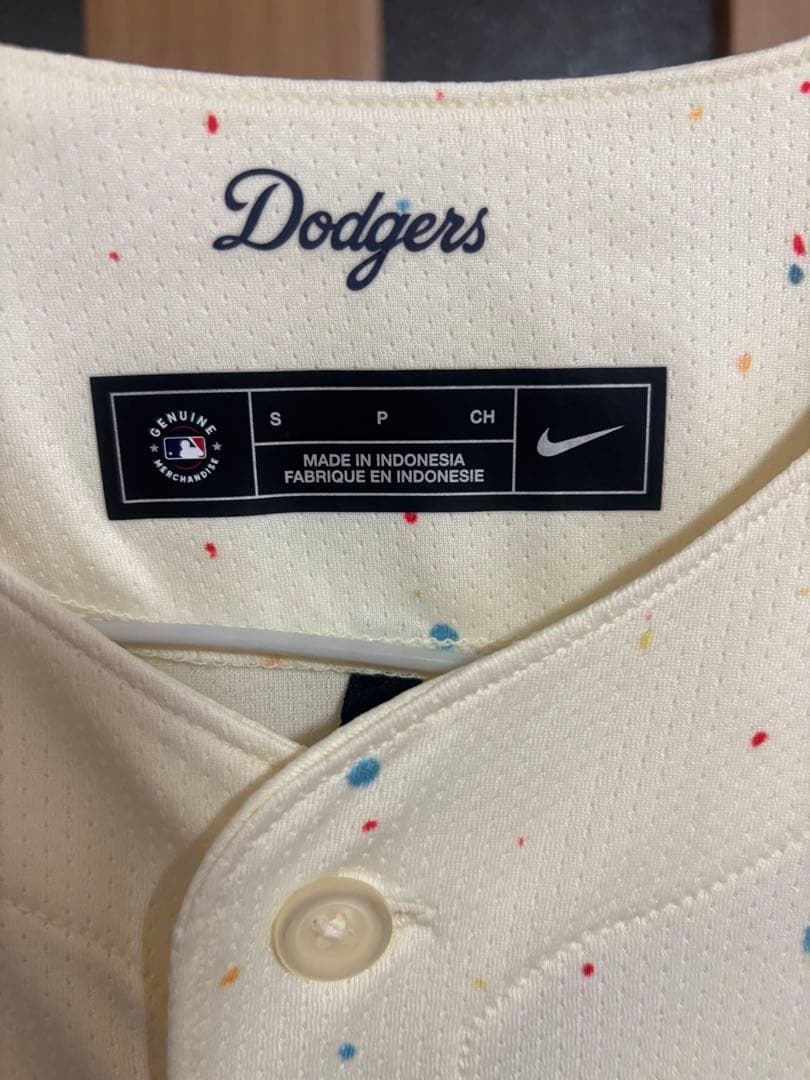 Dodgers
GENUINE
MERCHANDISE
S P CH
MADE IN INDONESIA
FABRIQUE EN INDONESIE